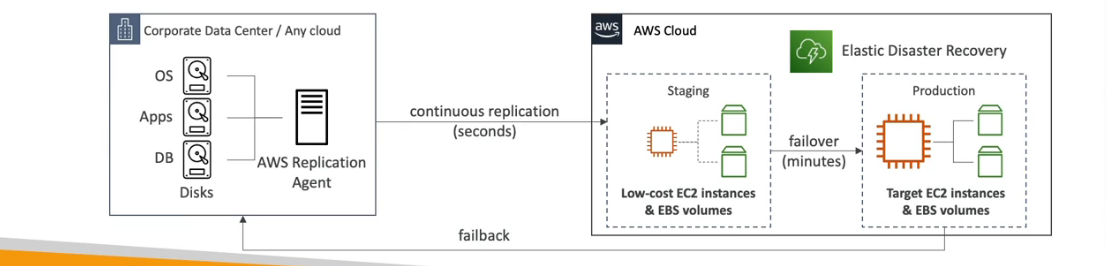 Corporate Data Center / Any cloud
OS
Apps
DB
Disks
AWS Replication
Agent
continuous replication
(seconds)
aws
AWS Cloud
Elastic Disaster Recovery
Staging
Low-cost EC2 instances
& EBS volumes
failover
(minutes)
Production
Target EC2 instances
& EBS volumes
failback